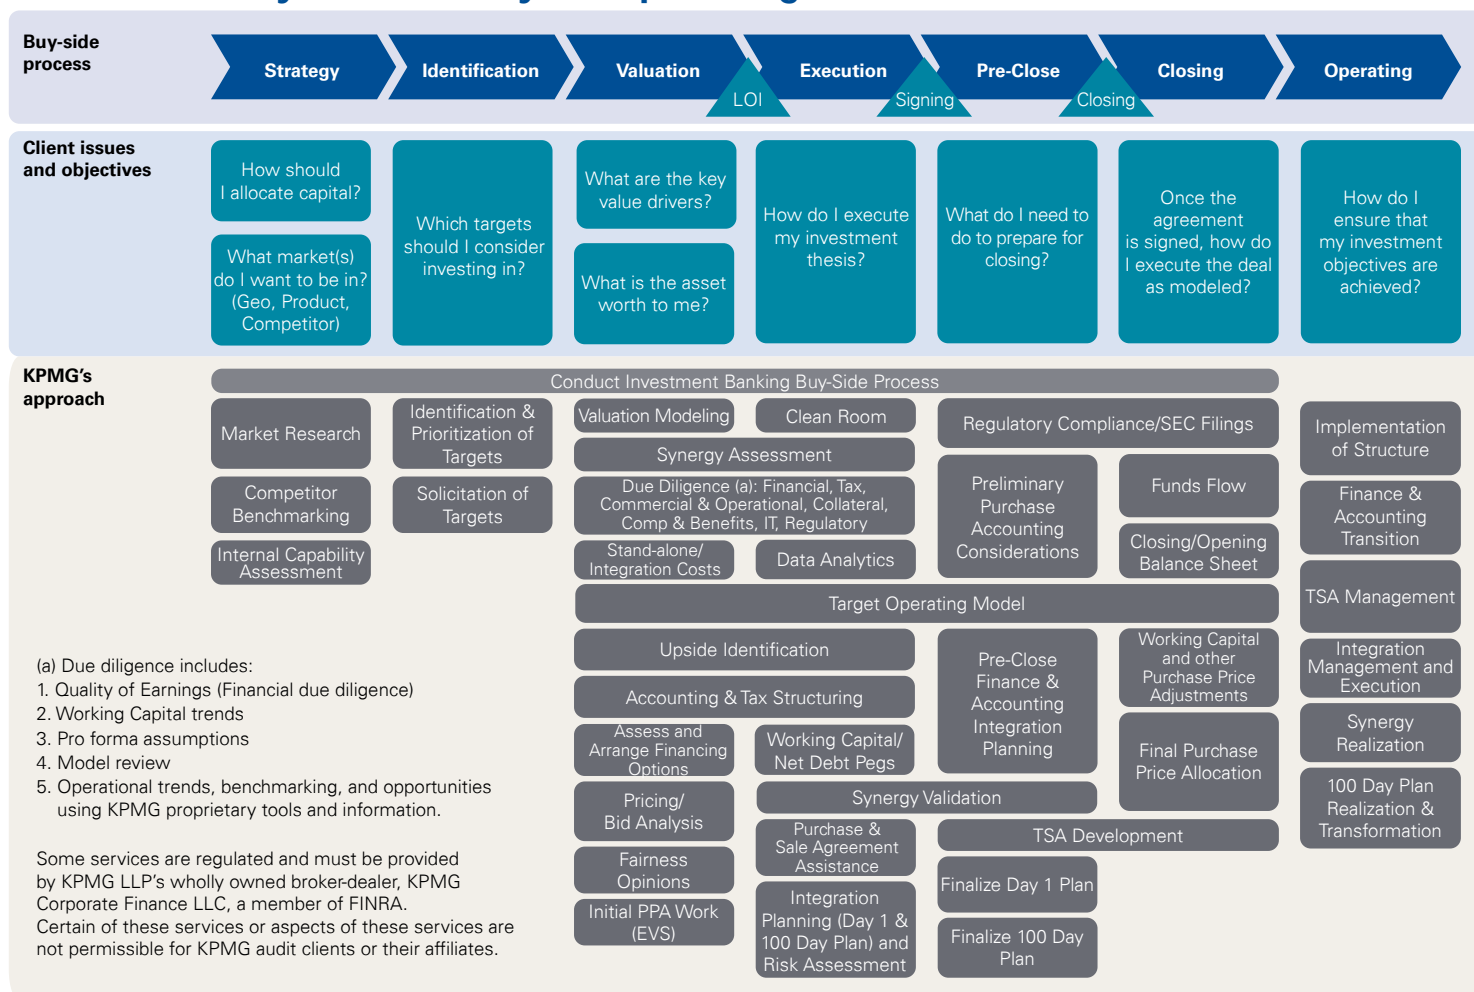 Buy-side
process
Strategy
Identification
Valuation
Execution
Pre-Close
Closing
Operating
LOI
Signing
Closing
Client issues
and objectives
How should
I allocate capital?
What market(s)
do I want to be in?
(Geo, Product,
Competitor)
Which targets
should I consider
investing in?
What are the key
value drivers?
What is the asset
worth to me?
How do I execute
my investment
thesis?
What do I need to
do to prepare for
closing?
Once the
agreement
is signed, how do
I execute the deal
as modeled?
How do I
ensure that
my investment
objectives are
achieved?
KPMG's
approach
Conduct Investment Banking Buy-Side Process
Market Research
Competitor
Benchmarking
Internal Capability
Assessment
Identification &
Prioritization of
Targets
Solicitation of
Targets
Valuation Modeling
Clean Room
Synergy Assessment
Due Diligence (a): Financial, Tax,
Commercial & Operational, Collateral,
Comp & Benefits, IT, Regulatory
Stand-alone/
Integration Costs
Data Analytics
Regulatory Compliance/SEC Filings
Preliminary
Purchase
Accounting
Considerations
Funds Flow
Closing/Opening
Balance Sheet
Target Operating Model
Upside Identification
Accounting & Tax Structuring
Assess and
Arrange Financing
Options
Working Capital/
Net Debt Pegs
Pricing/
Bid Analysis
Synergy Validation
Fairness
Opinions
Purchase &
Sale Agreement
Assistance
Initial PPA Work
(EVS)
Integration
Planning (Day 1 &
100 Day Plan) and
Risk Assessment
Pre-Close
Finance &
Accounting
Integration
Planning
Working Capital
and other
Purchase Price
Adjustments
Final Purchase
Price Allocation
TSA Development
Finalize Day 1 Plan
Finalize 100 Day
Plan
Implementation
of Structure
Finance &
Accounting
Transition
TSA Management
Integration
Management and
Execution
Synergy
Realization
100 Day Plan
Realization &
Transformation
(a) Due diligence includes:
1. Quality of Earnings (Financial due diligence)
2. Working Capital trends
3. Pro forma assumptions
4. Model review
5. Operational trends, benchmarking, and opportunities
using KPMG proprietary tools and information.
Some services are regulated and must be provided
by KPMG LLP's wholly owned broker-dealer, KPMG
Corporate Finance LLC, a member of FINRA.
Certain of these services or aspects of these services are
not permissible for KPMG audit clients or their affiliates.